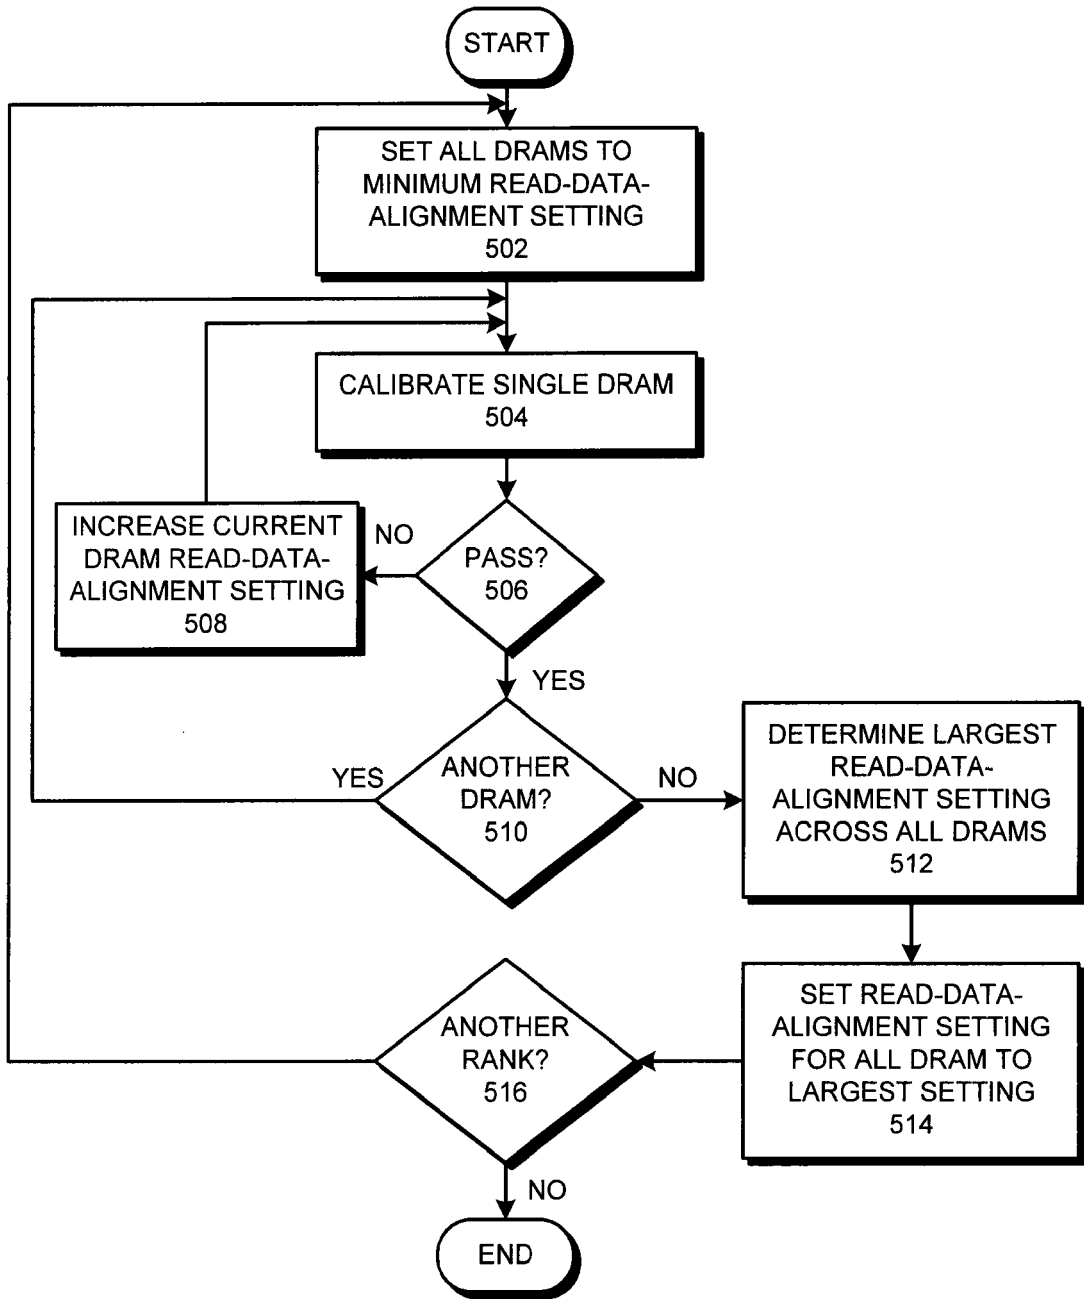 START
SET ALL DRAMS TO
MINIMUM READ-DATA-
ALIGNMENT SETTING
502
CALIBRATE SINGLE DRAM
504
INCREASE CURRENT
DRAM READ-DATA-
ALIGNMENT SETTING
508
NO
PASS?
506
YES
YES
ANOTHER
DRAM?
510
NO
DETERMINE LARGEST
READ-DATA-
ALIGNMENT SETTING
ACROSS ALL DRAMS
512
SET READ-DATA-
ALIGNMENT SETTING
FOR ALL DRAM TO
LARGEST SETTING
514
ANOTHER
RANK?
516
NO
END